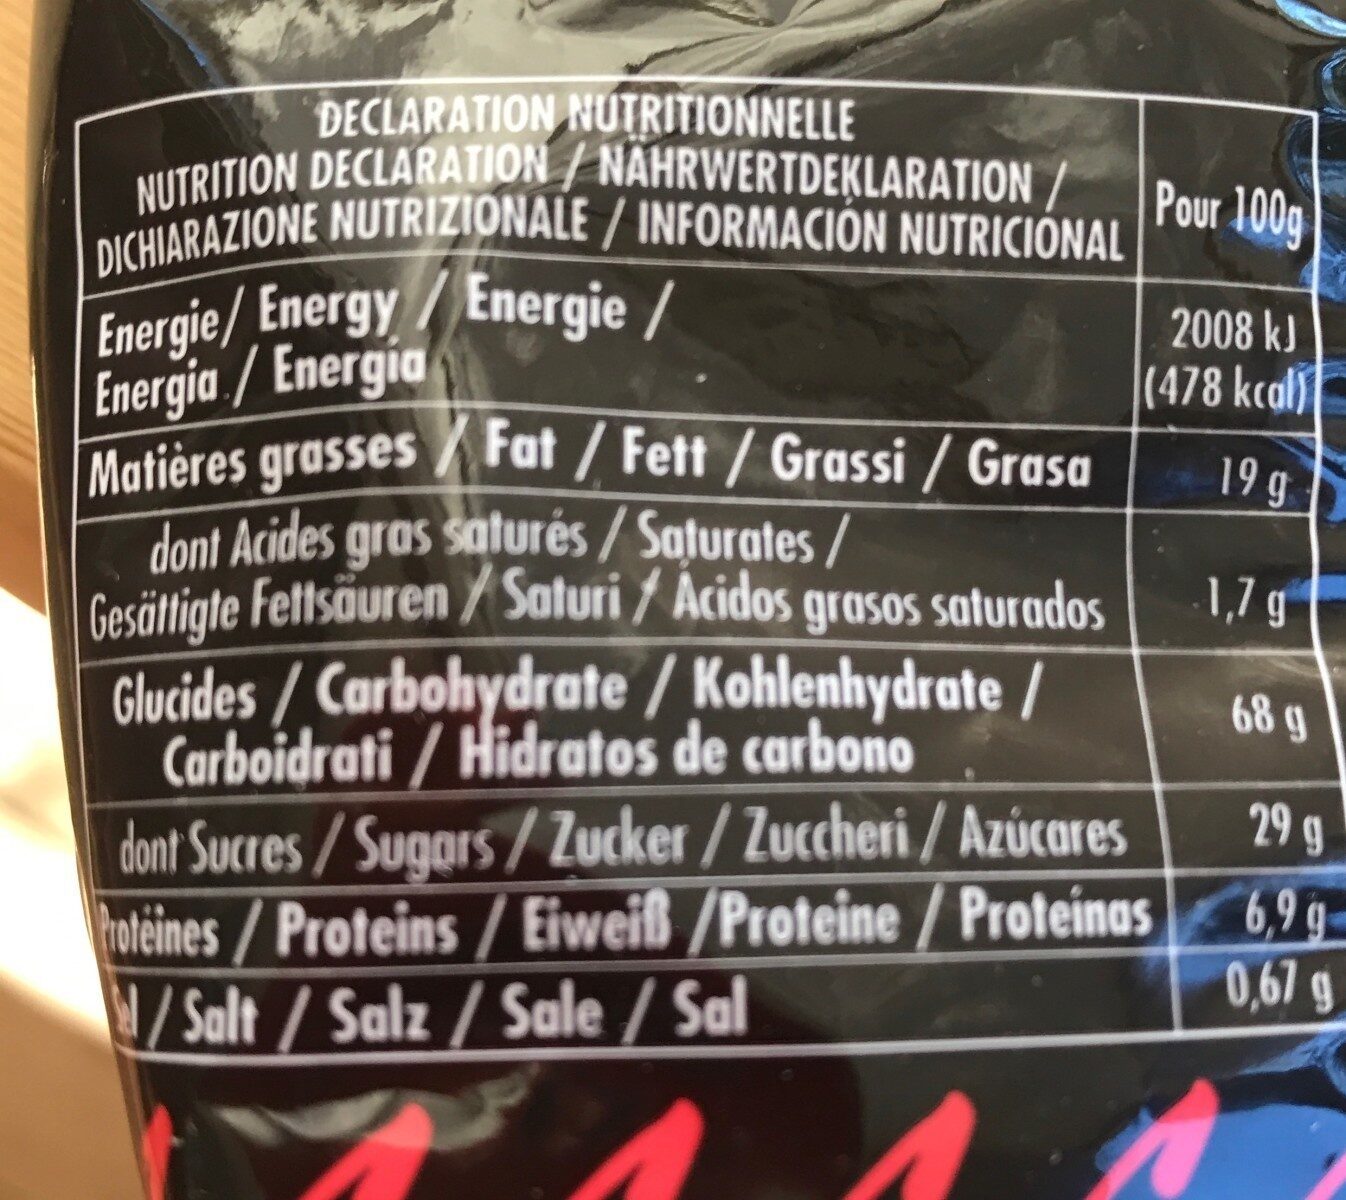 DECLARATION NUTRITIONNELLE
NUTRITION DECLARATION / NÄHRWERTDEKLARATION /
DICHIARAZIONE NUTRIZIONALE / INFORMACIÓN NUTRICIONAL
Pour 100g
Energie/ Energy / Energie /
Energia / Energía
2008 kJ
(478 kcal)
Matières grasses / Fat / Fett / Grassi / Grasa
19 g
dont Acides gras saturés / Saturates /
Gesättigte Fettsäuren / Saturi / Ácidos grasos saturados
1,7 g
Glucides / Carbohydrate / Kohlenhydrate /
Carboidrati / Hidratos de carbono
68 g
dont Sucres / Sugars / Zucker / Zuccheri / Azúcares
29 g
Protéines / Proteins / Eiweiß /Proteine / Proteínas
6,9 g
Sel / Salt / Salz / Sale / Sal
0,67 g